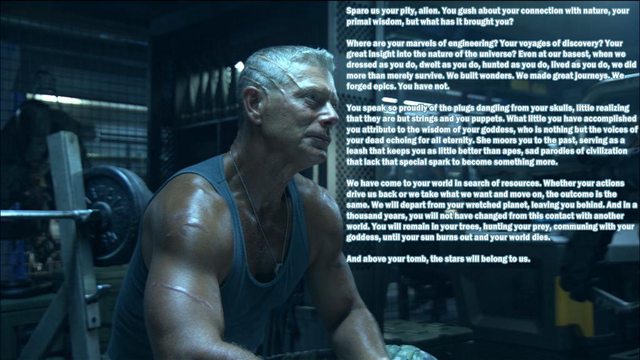 Spare us your pity, alien. You gush about your connection with nature, your
primal wisdom, but what has it brought you?
Where are your marvels of engineering? Your voyages of discovery? Your
great insight into the nature of the universe? Even at our basest, when we
dressed as you do, dwelt as you do, hunted as you do, lived as you do, we did
more than merely survive. We built wonders. We made great journeys. We
forged epics. You have not.
You speak so proudly of the plugs dangling from your skulls, little realizing
that they are but strings and you puppets. What little you have accomplished
you attribute to the wisdom of your goddess, who is nothing but the voices of
your dead echoing for all eternity. She moors you to the past, serving as a
leash that keeps you as little better than apes, sad parodies of civilization
that lack that special spark to become something more.
We have come to your world in search of resources. Whether your actions
drive us back or we take what we want and move on, the outcome is the
same. We will depart from your wretched planet, leaving you behind. And in a
thousand years, you will not have changed from this contact with another
world. You will remain in your trees, hunting your prey, communing with your
goddess, until your sun burns out and your world dies.
And above your tomb, the stars will belong to us.